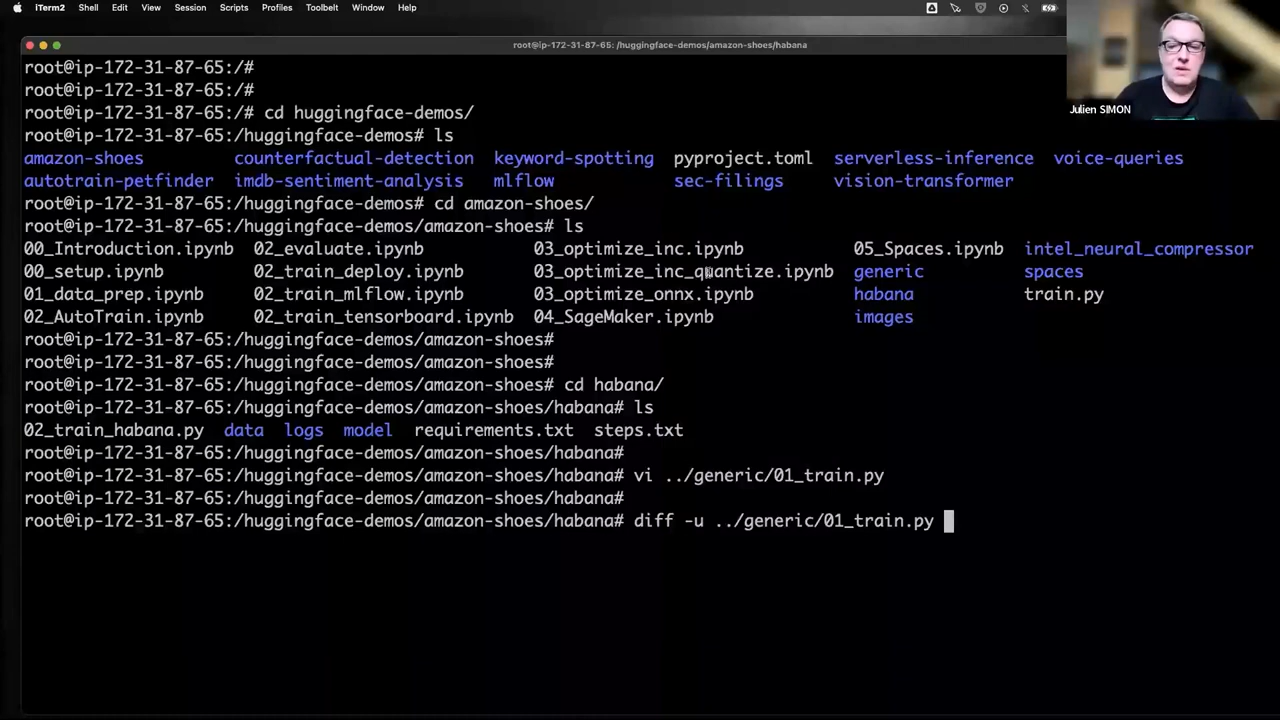 iTerm2 Shell Edit View Session Scripts Profiles Toolbelt Window Help
root@ip-172-31-87-65: /huggingface-demos/amazon-shoes/habana
Julien SIMON
root@ip-172-31-87-65:/#
root@ip-172-31-87-65:/#
root@ip-172-31-87-65:/# cd huggingface-demos/
root@ip-172-31-87-65:/huggingface-demos# ls
amazon-shoes counterfactual-detection keyword-spotting pyproject.toml serverless-inference voice-queries
autotrain-petfinder imdb-sentiment-analysis mlflow sec-filings vision-transformer
root@ip-172-31-87-65:/huggingface-demos# cd amazon-shoes/
root@ip-172-31-87-65:/huggingface-demos/amazon-shoes# ls
00_Introduction.ipynb 02_evaluate.ipynb 03_optimize_inc.ipynb 05_Spaces.ipynb intel_neural_compressor
00_setup.ipynb 02_train_deploy.ipynb 03_optimize_inc_quantize.ipynb generic spaces
01_data_prep.ipynb 02_train_mlflow.ipynb 03_optimize_onnx.ipynb habana train.py
02_AutoTrain.ipynb 02_train_tensorboard.ipynb 04_SageMaker.ipynb images
root@ip-172-31-87-65:/huggingface-demos/amazon-shoes#
root@ip-172-31-87-65:/huggingface-demos/amazon-shoes#
root@ip-172-31-87-65:/huggingface-demos/amazon-shoes# cd habana/
root@ip-172-31-87-65:/huggingface-demos/amazon-shoes/habana# ls
02_train_habana.py data logs model requirements.txt steps.txt
root@ip-172-31-87-65:/huggingface-demos/amazon-shoes/habana#
root@ip-172-31-87-65:/huggingface-demos/amazon-shoes/habana# vi ../generic/01_train.py
root@ip-172-31-87-65:/huggingface-demos/amazon-shoes/habana#
root@ip-172-31-87-65:/huggingface-demos/amazon-shoes/habana# diff -u ../generic/01_train.py